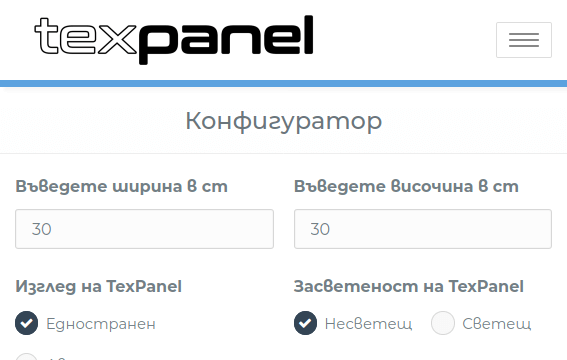 texpanel
Конфигуратор
Въведете ширина в cm
Въведете височина в cm
30
30
Изглед на TexPanel
Засветеност на TexPanel
Едностранен
Несветещ
Светещ